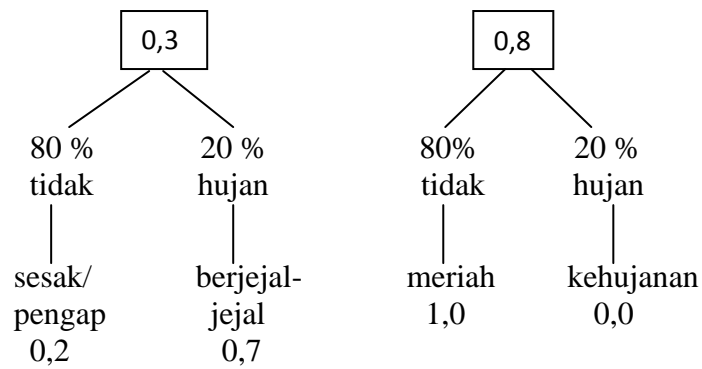 0,3 0,8
80 % 20 % 80% 20 %
tidak hujan tidak hujan
sesak/ berjejal- meriah kehujanan
pengap jejal 1,0 0,0
0,2 0,7